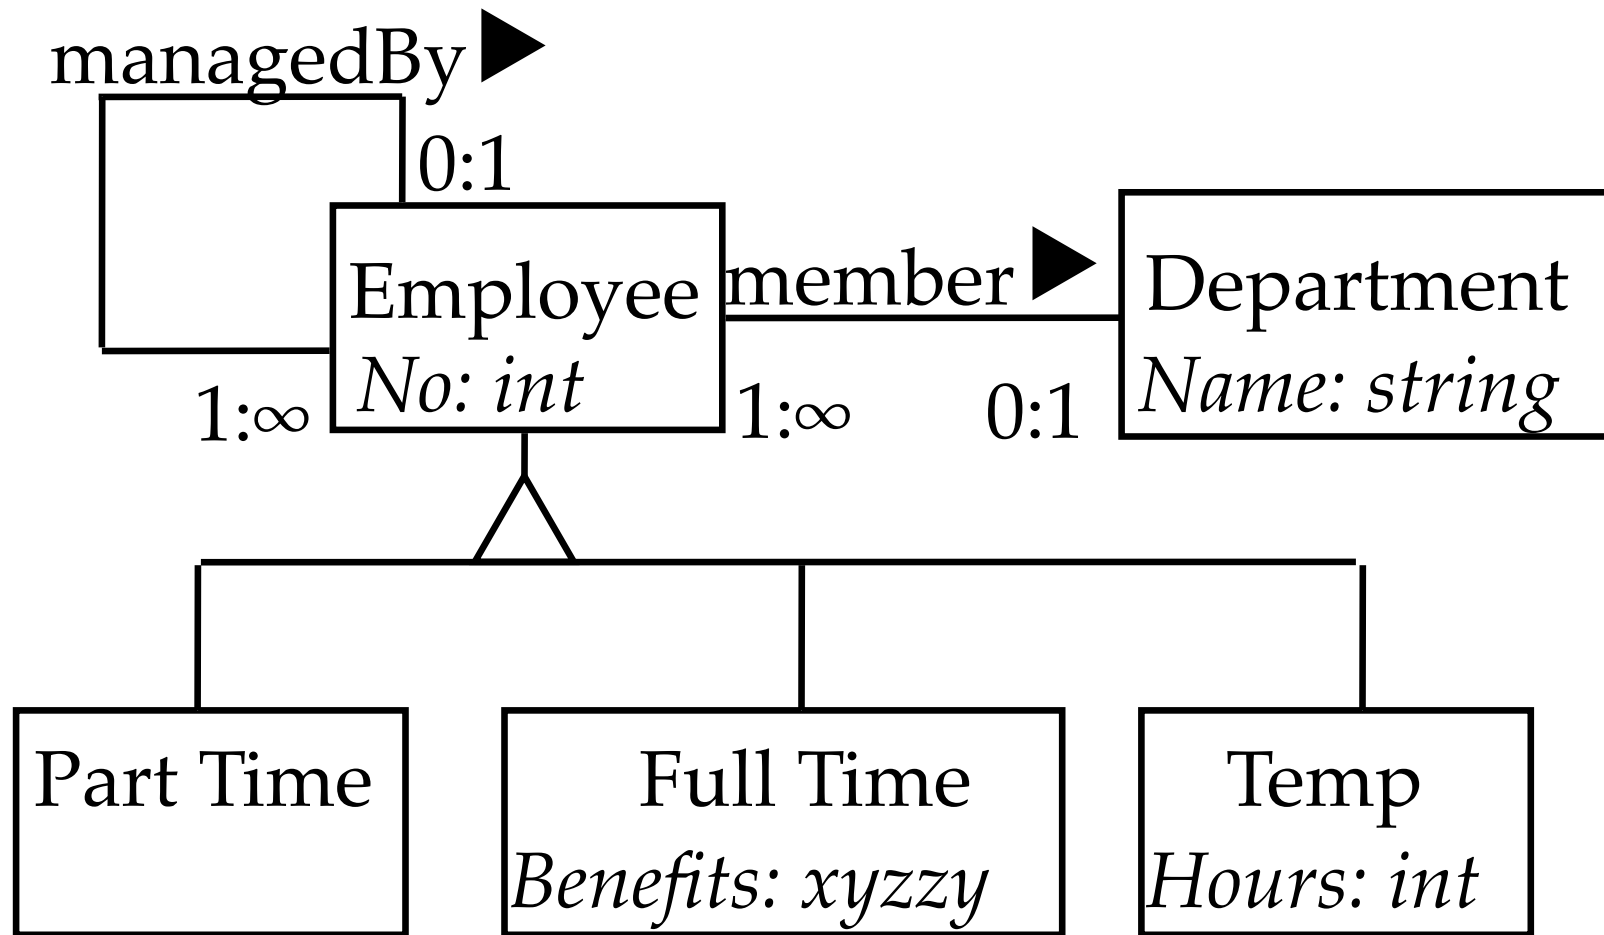 managedBy
0:1
Employee
No: int
1:∞
member
1:∞
0:1
Department
Name: string
Part Time
Full Time
Benefits: xyzzy
Temp
Hours: int